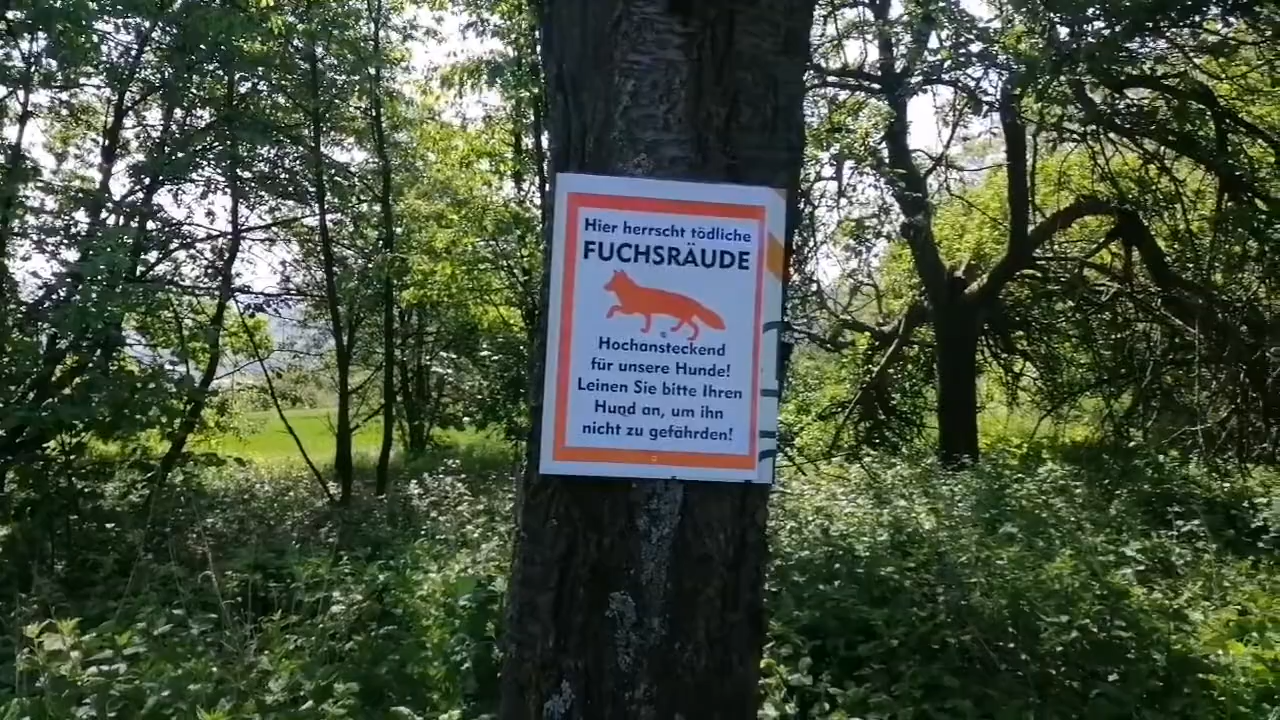 Hier herrscht tödliche
FUCHSRÄUDE
Hochansteckend
für unsere Hunde!
Leinen Sie bitte Ihren
Hund an, um ihn
nicht zu gefährden!